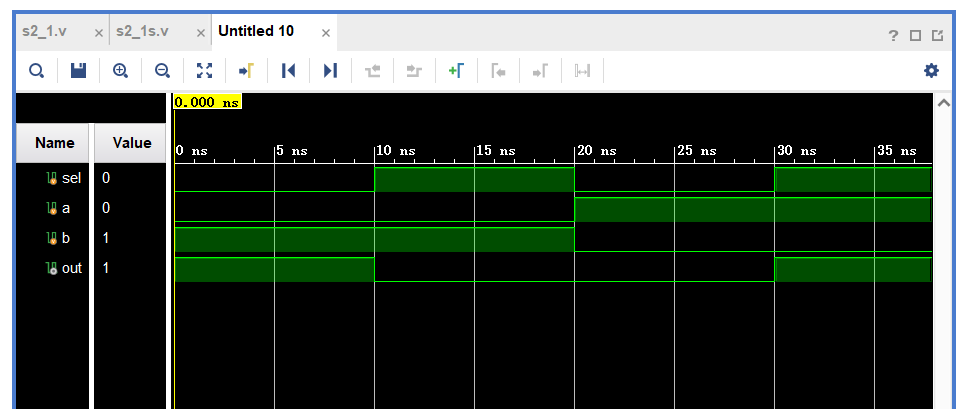 s2_1.v × s2_1s.v × Untitled 10 ×
?
0.000 ns
Name Value
0 ns 5 ns 10 ns 15 ns 20 ns 25 ns 30 ns 35 ns
sel 0
a 0
b 1
out 1